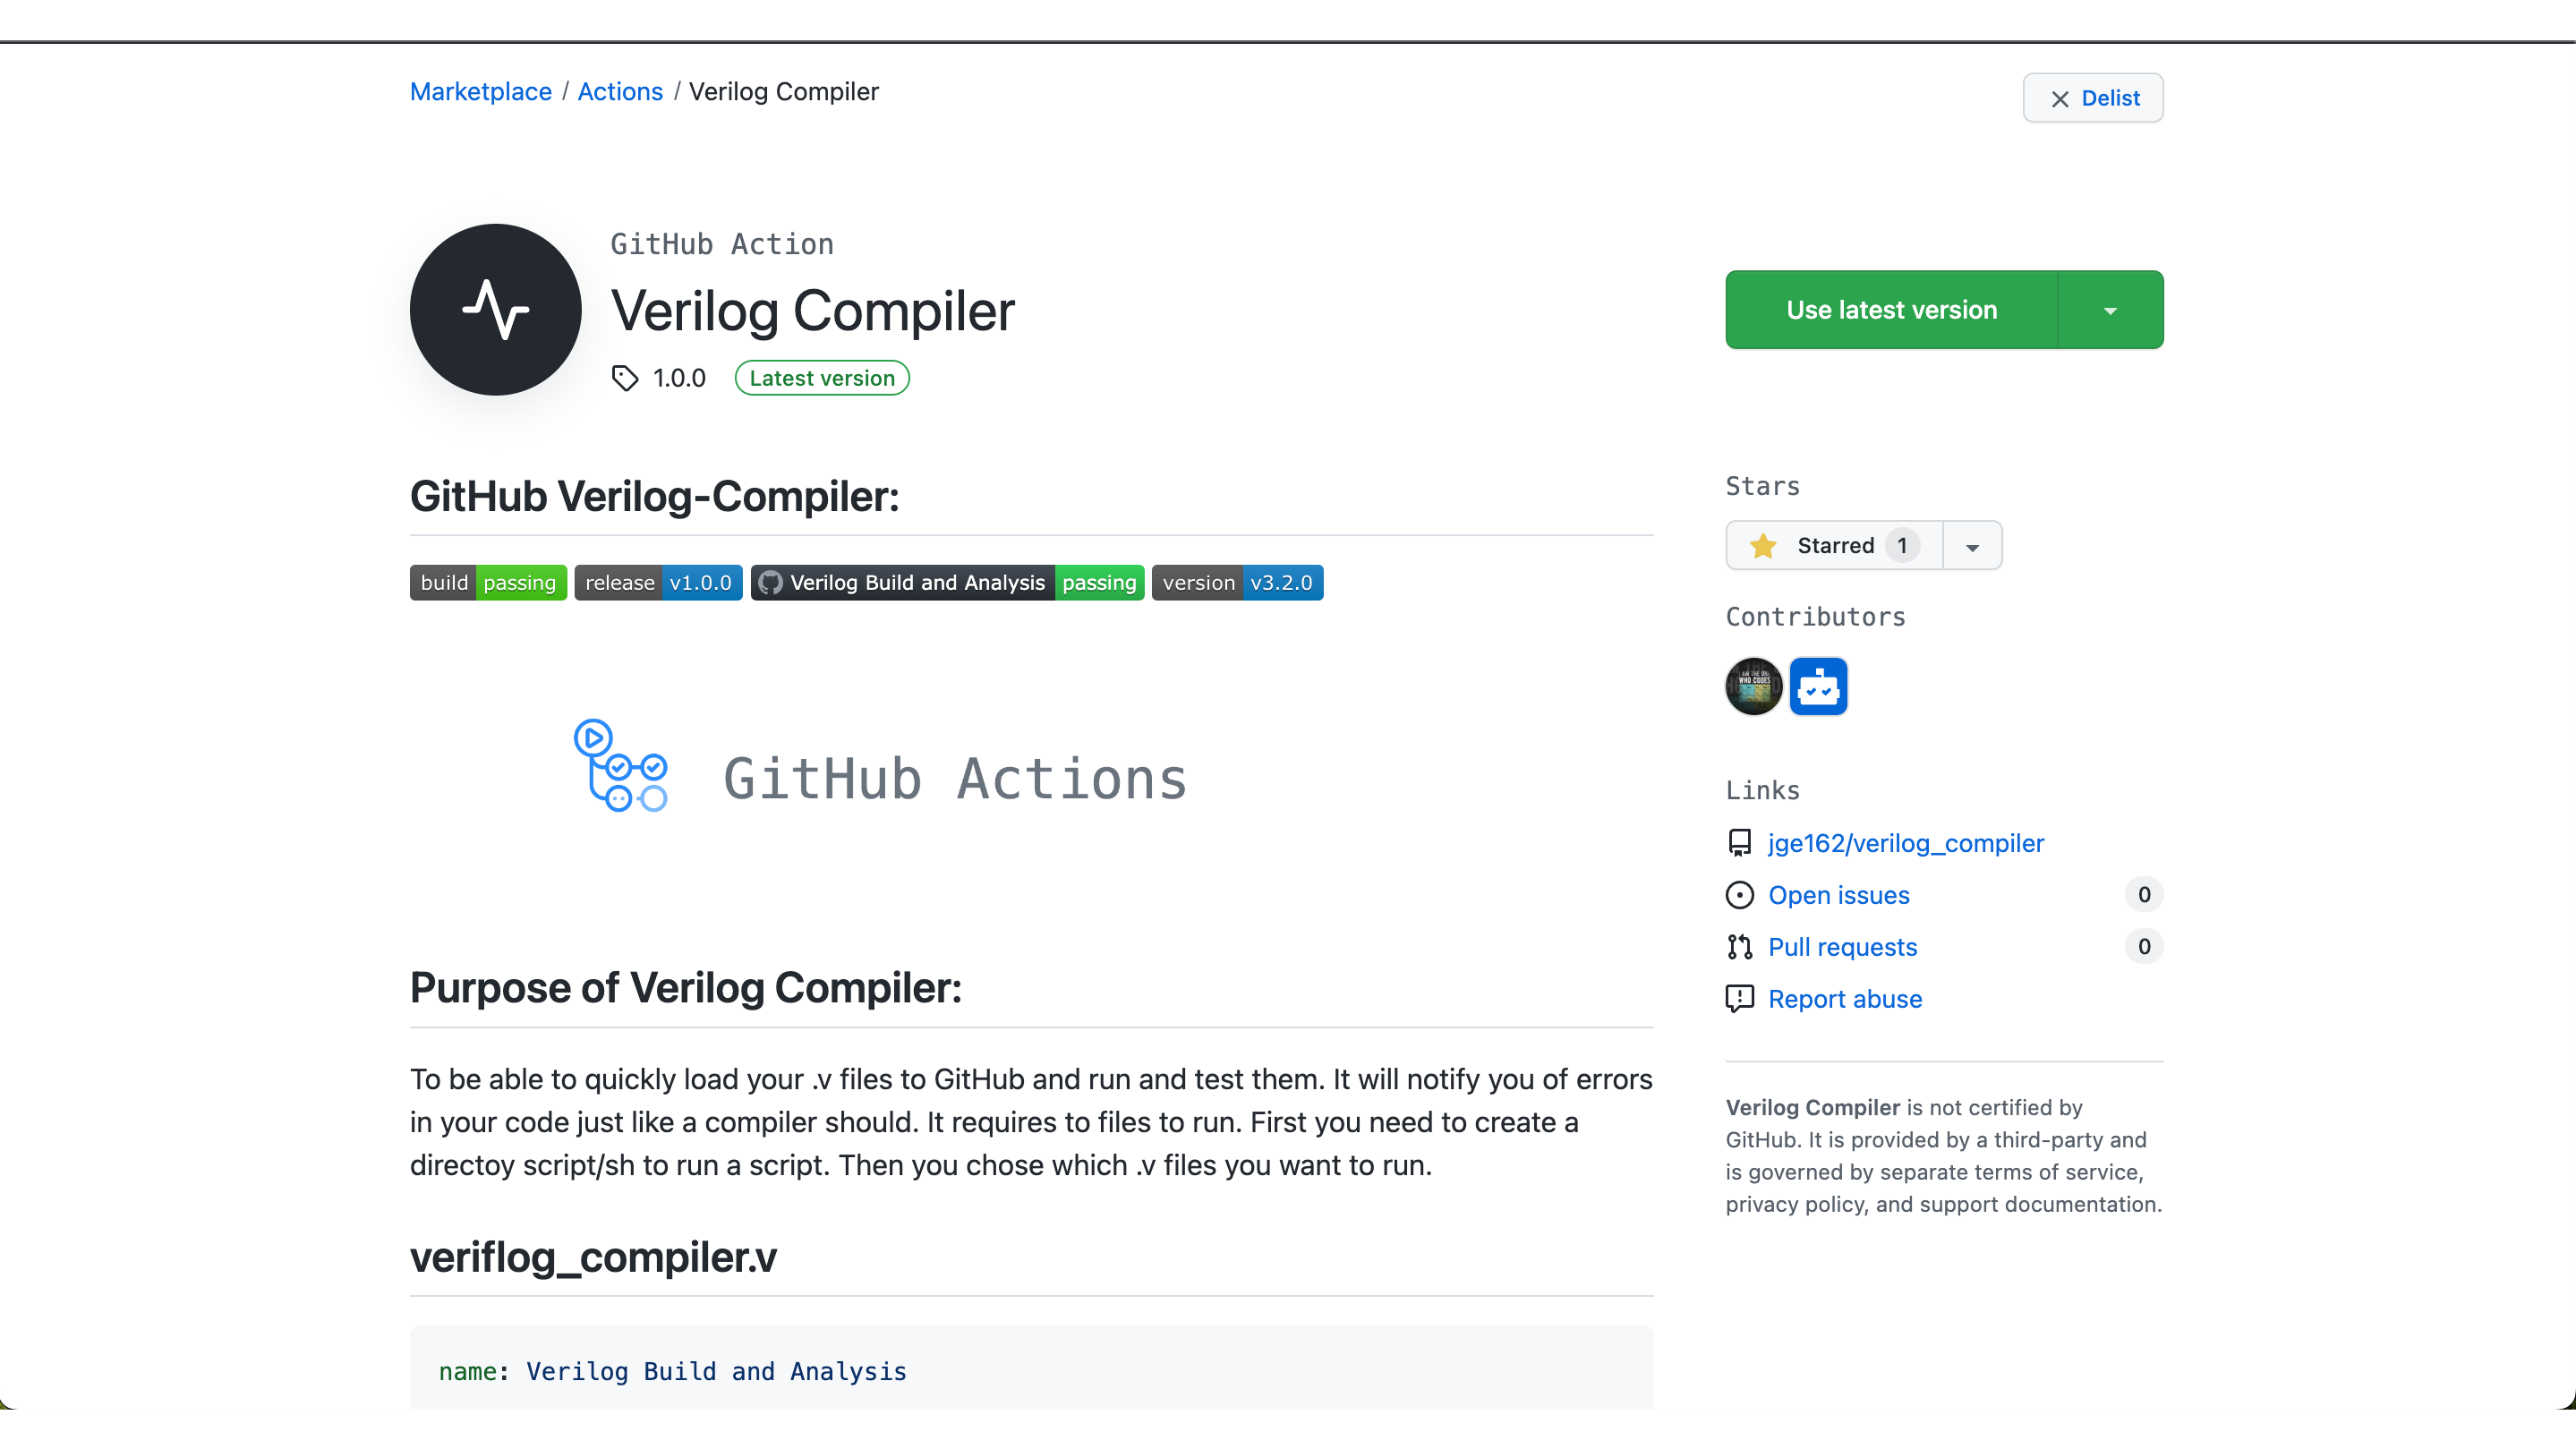 Marketplace / Actions / Verilog Compiler
Delist
GitHub Action
Verilog Compiler
1.0.0 Latest version
Use latest version
GitHub Verilog-Compiler:
build passing release v1.0.0 Verilog Build and Analysis passing version v3.2.0
GitHub Actions
Purpose of Verilog Compiler:
To be able to quickly load your .v files to GitHub and run and test them. It will notify you of errors
in your code just like a compiler should. It requires to files to run. First you need to create a
directoy script/sh to run a script. Then you chose which .v files you want to run.
veriflog_compiler.v
name: Verilog Build and Analysis
Stars
Starred 1
Contributors
I AM THE ONE
WHO CODES
Links
jge162/verilog_compiler
Open issues 0
Pull requests 0
Report abuse
Verilog Compiler is not certified by
GitHub. It is provided by a third-party and
is governed by separate terms of service,
privacy policy, and support documentation.